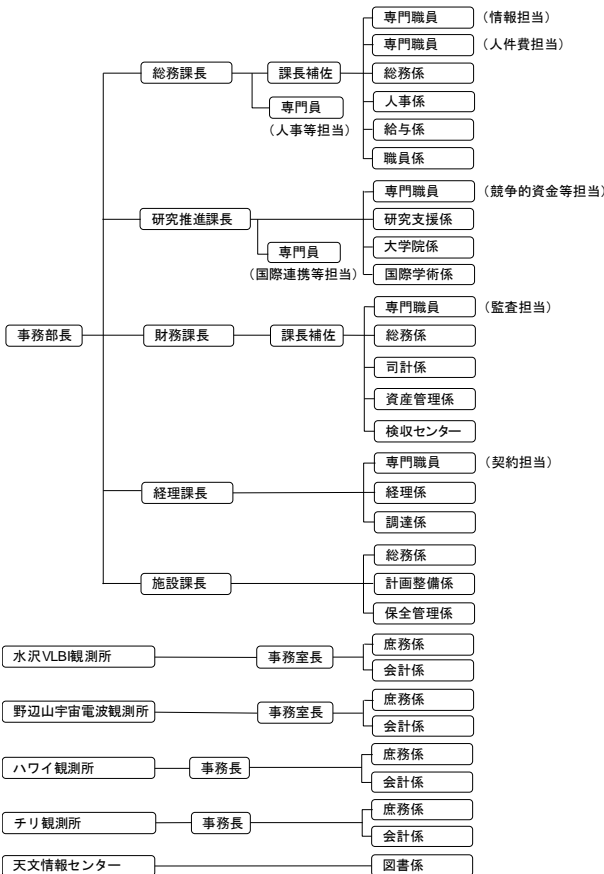 専門職員 （情報担当）
専門職員 （人件費担当）
総務課長 課長補佐 総務係
専門員 人事係
（人事等担当） 給与係
職員係
専門職員 （競争的資金等担当）
研究推進課長 研究支援係
専門員 大学院係
（国際連携等担当） 国際学術係
専門職員 （監査担当）
事務部長 財務課長 課長補佐 総務係
司計係
資産管理係
検収センター
専門職員 （契約担当）
経理課長 経理係
調達係
総務係
施設課長 計画整備係
保全管理係
水沢VLBI観測所 事務室長 庶務係
会計係
野辺山宇宙電波観測所 事務室長 庶務係
会計係
ハワイ観測所 事務長 庶務係
会計係
チリ観測所 事務長 庶務係
会計係
天文情報センター 図書係